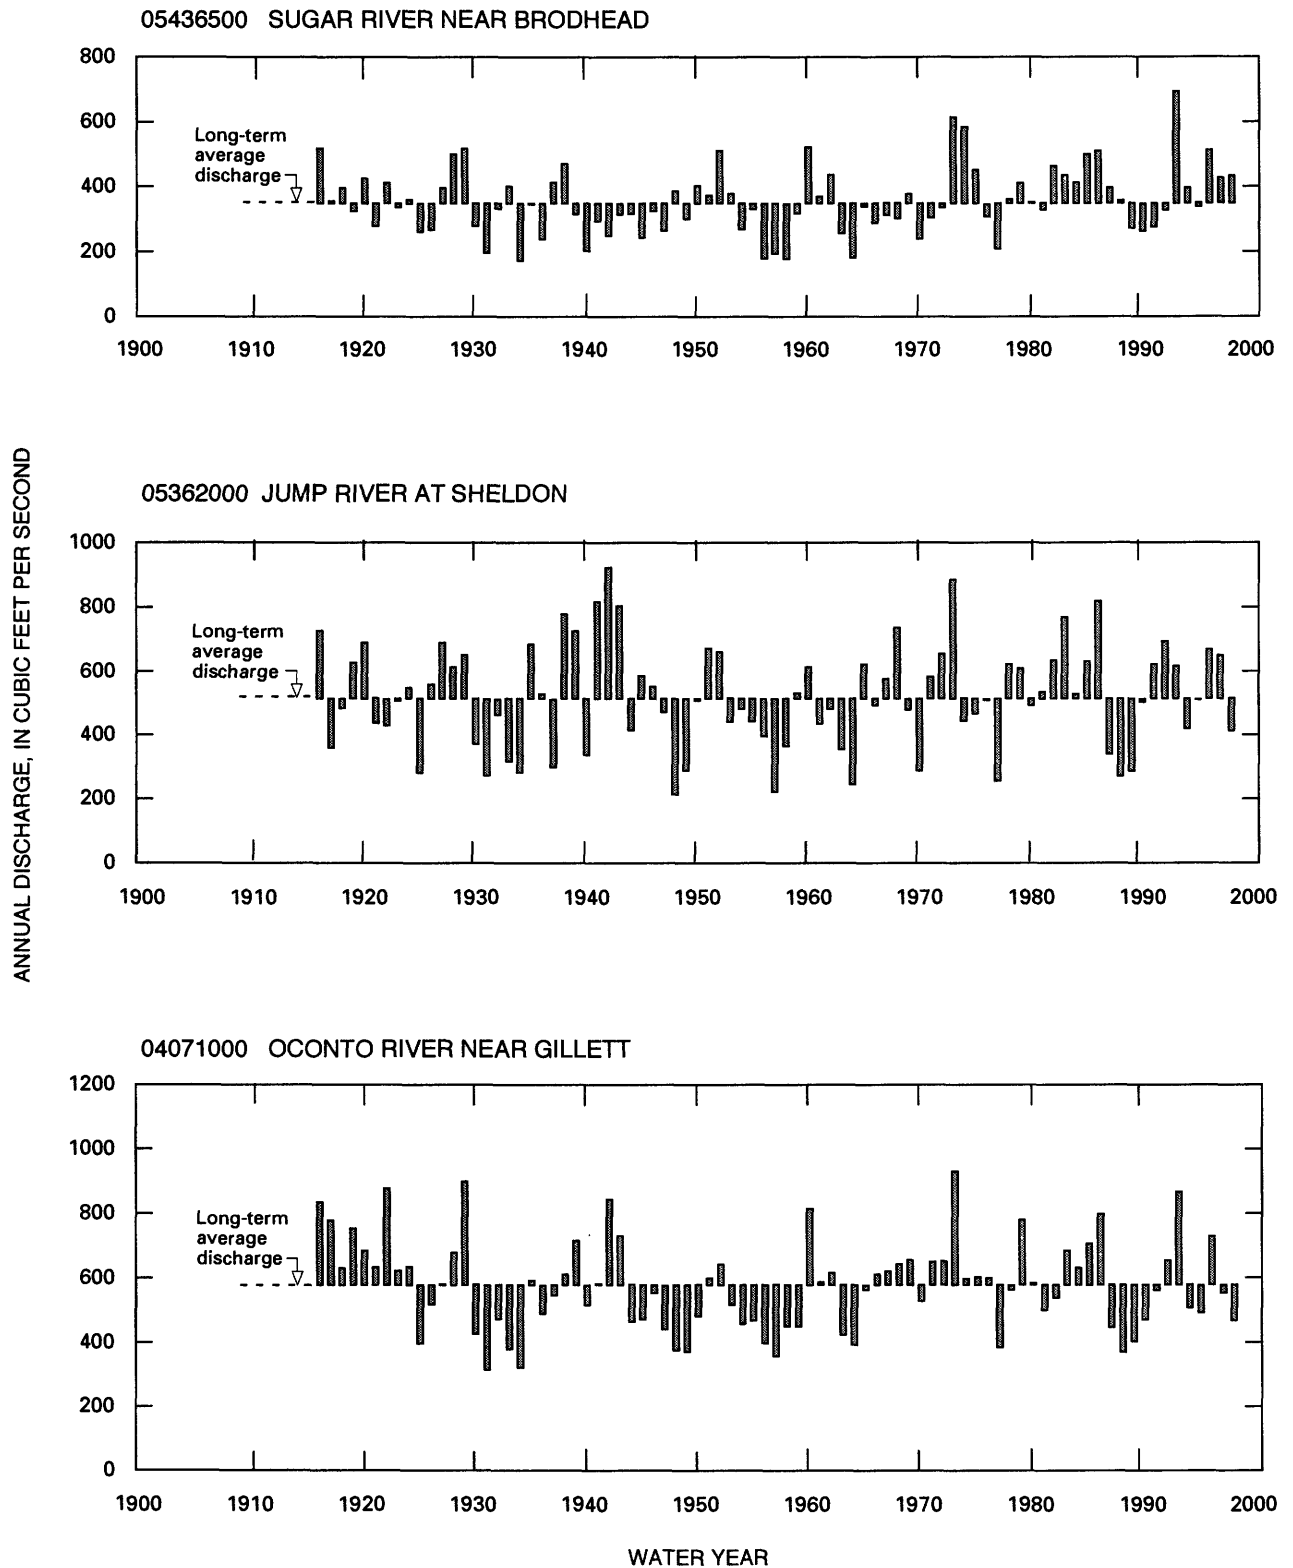 05436500 SUGAR RIVER NEAR BRODHEAD
800
600
400
200
0
Long-term
average
discharge
1900 1910 1920 1930 1940 1950 1960 1970 1980 1990 2000
ANNUAL DISCHARGE, IN CUBIC FEET PER SECOND
05362000 JUMP RIVER AT SHELDON
1000
800
600
400
200
0
Long-term
average
discharge
1900 1910 1920 1930 1940 1950 1960 1970 1980 1990 2000
04071000 OCONTO RIVER NEAR GILLETT
1200
1000
800
600
400
200
0
Long-term
average
discharge
1900 1910 1920 1930 1940 1950 1960 1970 1980 1990 2000
WATER YEAR